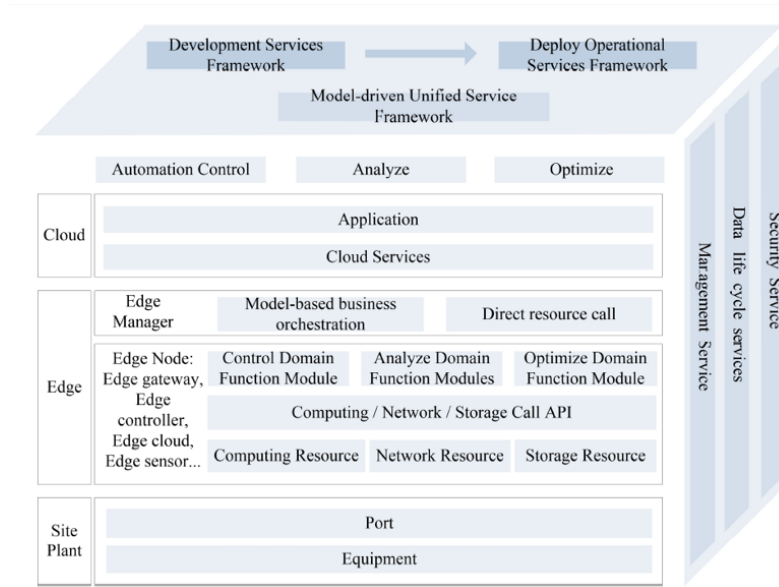 Development Services
Framework
Deploy Operational
Services Framework
Model-driven Unified Service
Framework
Automation Control
Analyze
Optimize
Cloud
Application
Cloud Services
Edge
Edge
Manager
Model-based business
orchestration
Direct resource call
Edge Node:
Edge gateway,
Edge
controller,
Edge cloud,
Edge sensor...
Control Domain
Function Module
Analyze Domain
Function Modules
Optimize Domain
Function Module
Computing / Network / Storage Call API
Computing Resource
Network Resource
Storage Resource
Site
Plant
Port
Equipment
Management Service
Data life cycle services
Security Service